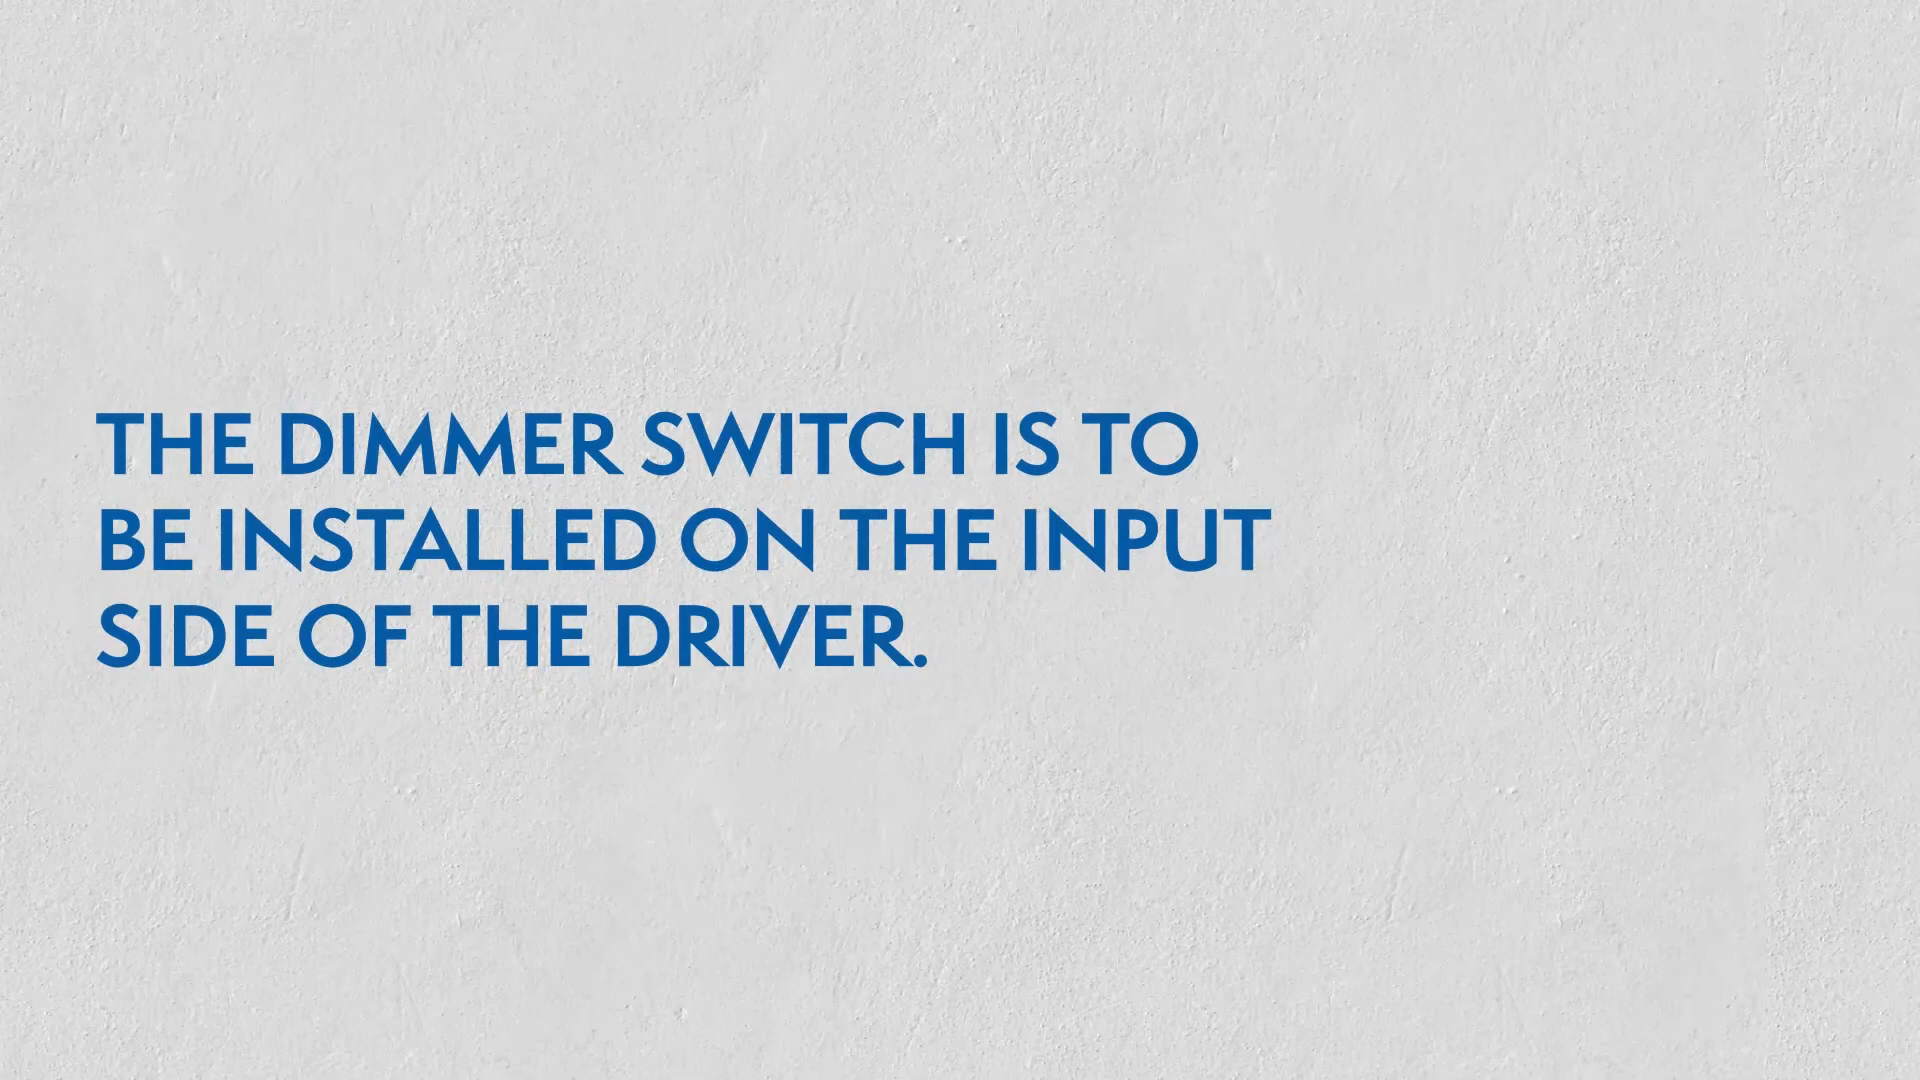 THE DIMMER SWITCH IS TO
BE INSTALLED ON THE INPUT
SIDE OF THE DRIVER.